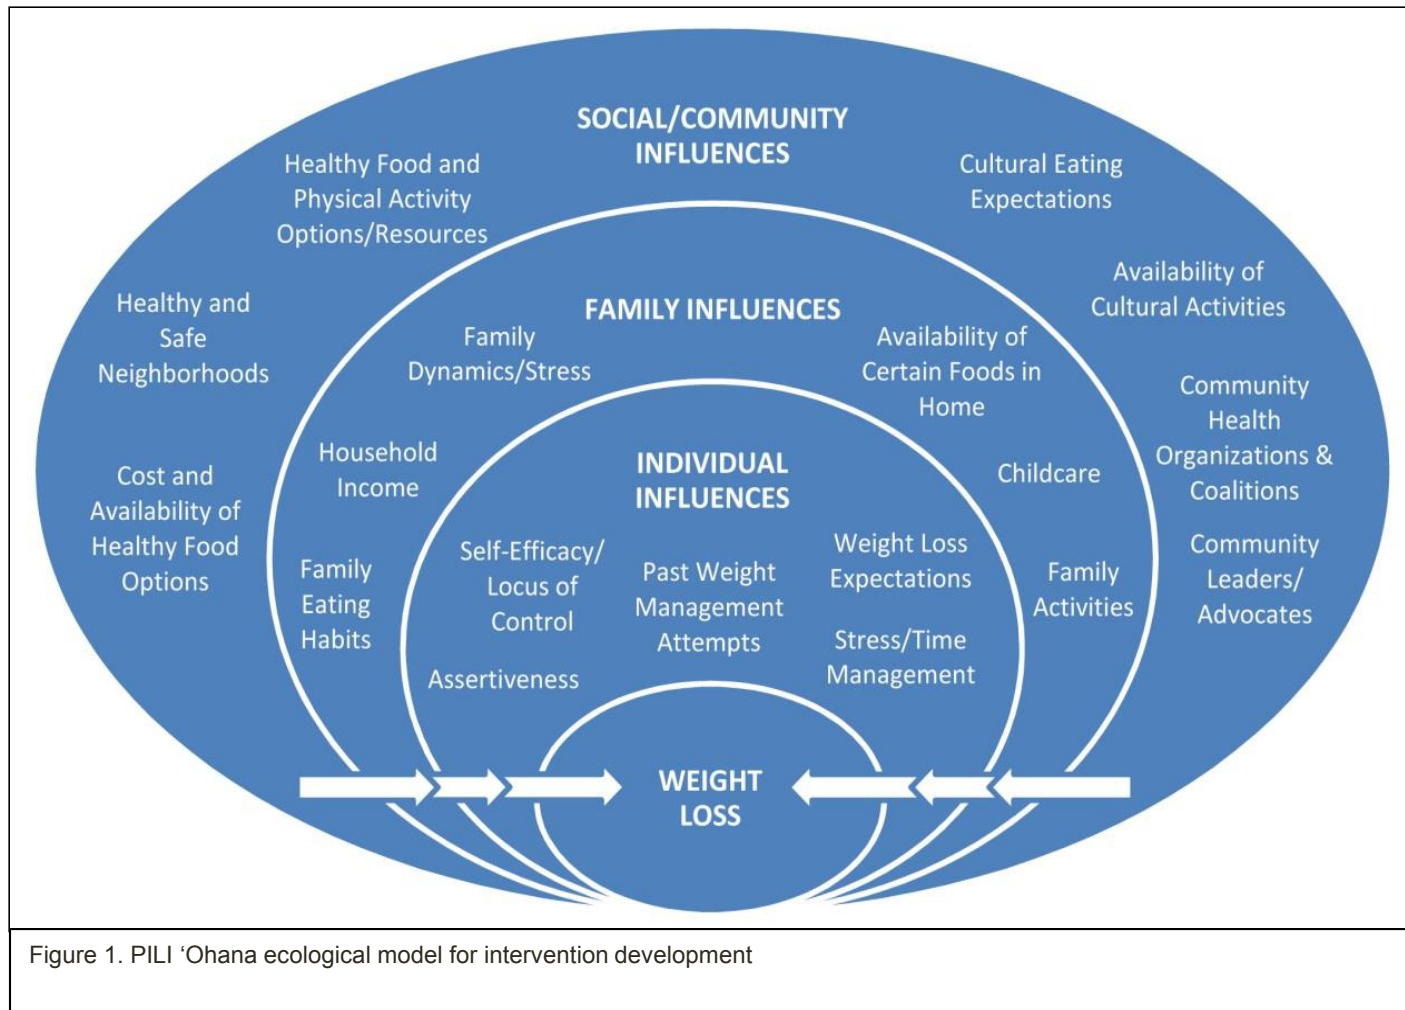 SOCIAL/COMMUNITY
INFLUENCES
Healthy Food and
Physical Activity
Options/Resources
Cultural Eating
Expectations
Healthy and
Safe
Neighborhoods
Availability of
Cultural Activities
Cost and
Availability of
Healthy Food
Options
Community
Health
Organizations &
Coalitions
Community
Leaders/
Advocates
FAMILY INFLUENCES
Family
Dynamics/Stress
Availability of
Certain Foods in
Home
Household
Income
Childcare
Family
Eating
Habits
Family
Activities
INDIVIDUAL
INFLUENCES
Self-Efficacy/
Locus of
Control
Past Weight
Management
Attempts
Weight Loss
Expectations
Assertiveness
Stress/Time
Management
WEIGHT
LOSS
Figure 1. PILI ‘Ohana ecological model for intervention development